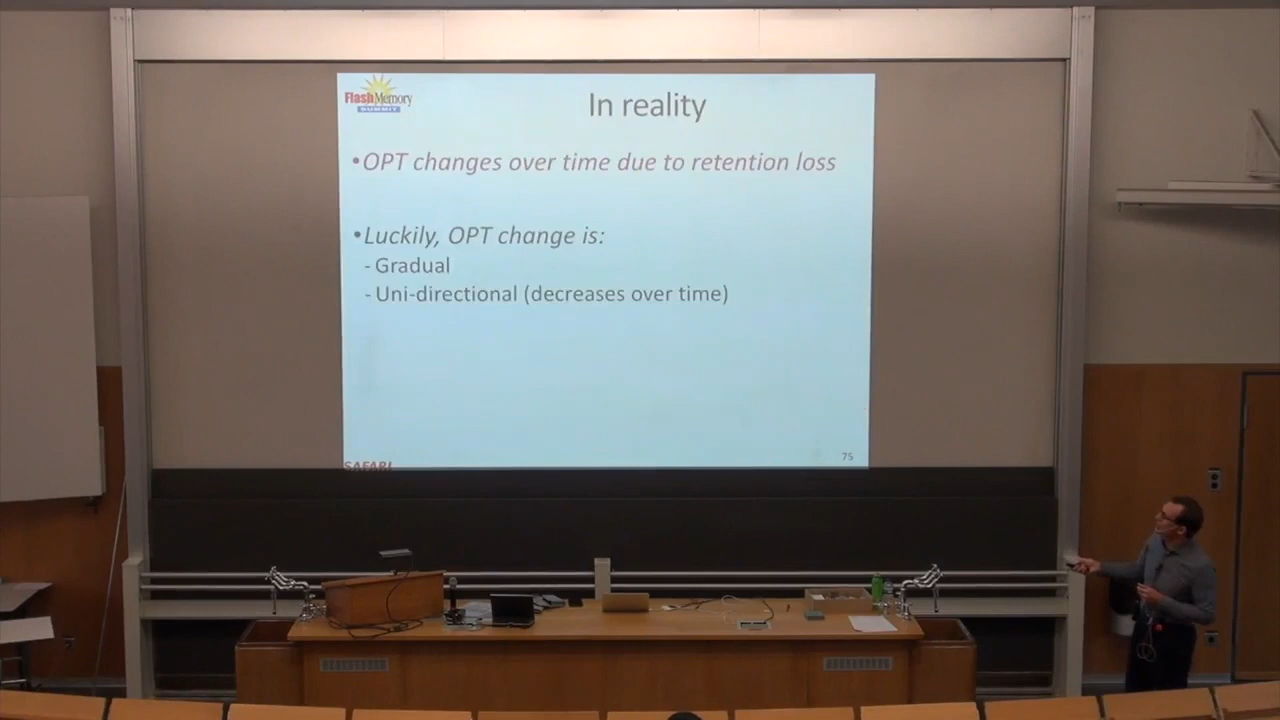 FlashMemory
SUMMIT
In reality
•OPT changes over time due to retention loss
•Luckily, OPT change is:
- Gradual
- Uni-directional (decreases over time)
SAFARI
75